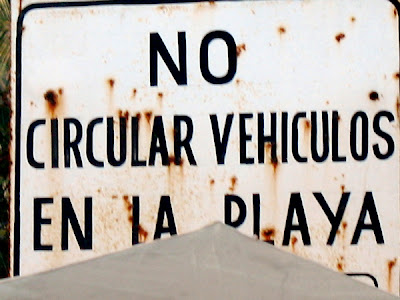 NO
CIRCULAR VEHICULOS
EN LA PLAYA